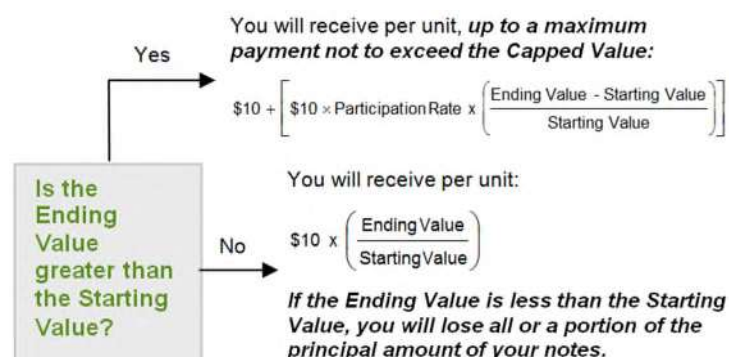 You will receive per unit, up to a maximum
payment not to exceed the Capped Value:
Yes
$10 + [ $10 × Participation Rate x ( Ending Value - Starting Value / Starting Value ) ]
Is the
Ending
Value
greater than
the Starting
Value?
No
You will receive per unit:
$10 x ( Ending Value / Starting Value )
If the Ending Value is less than the Starting
Value, you will lose all or a portion of the
principal amount of your notes.